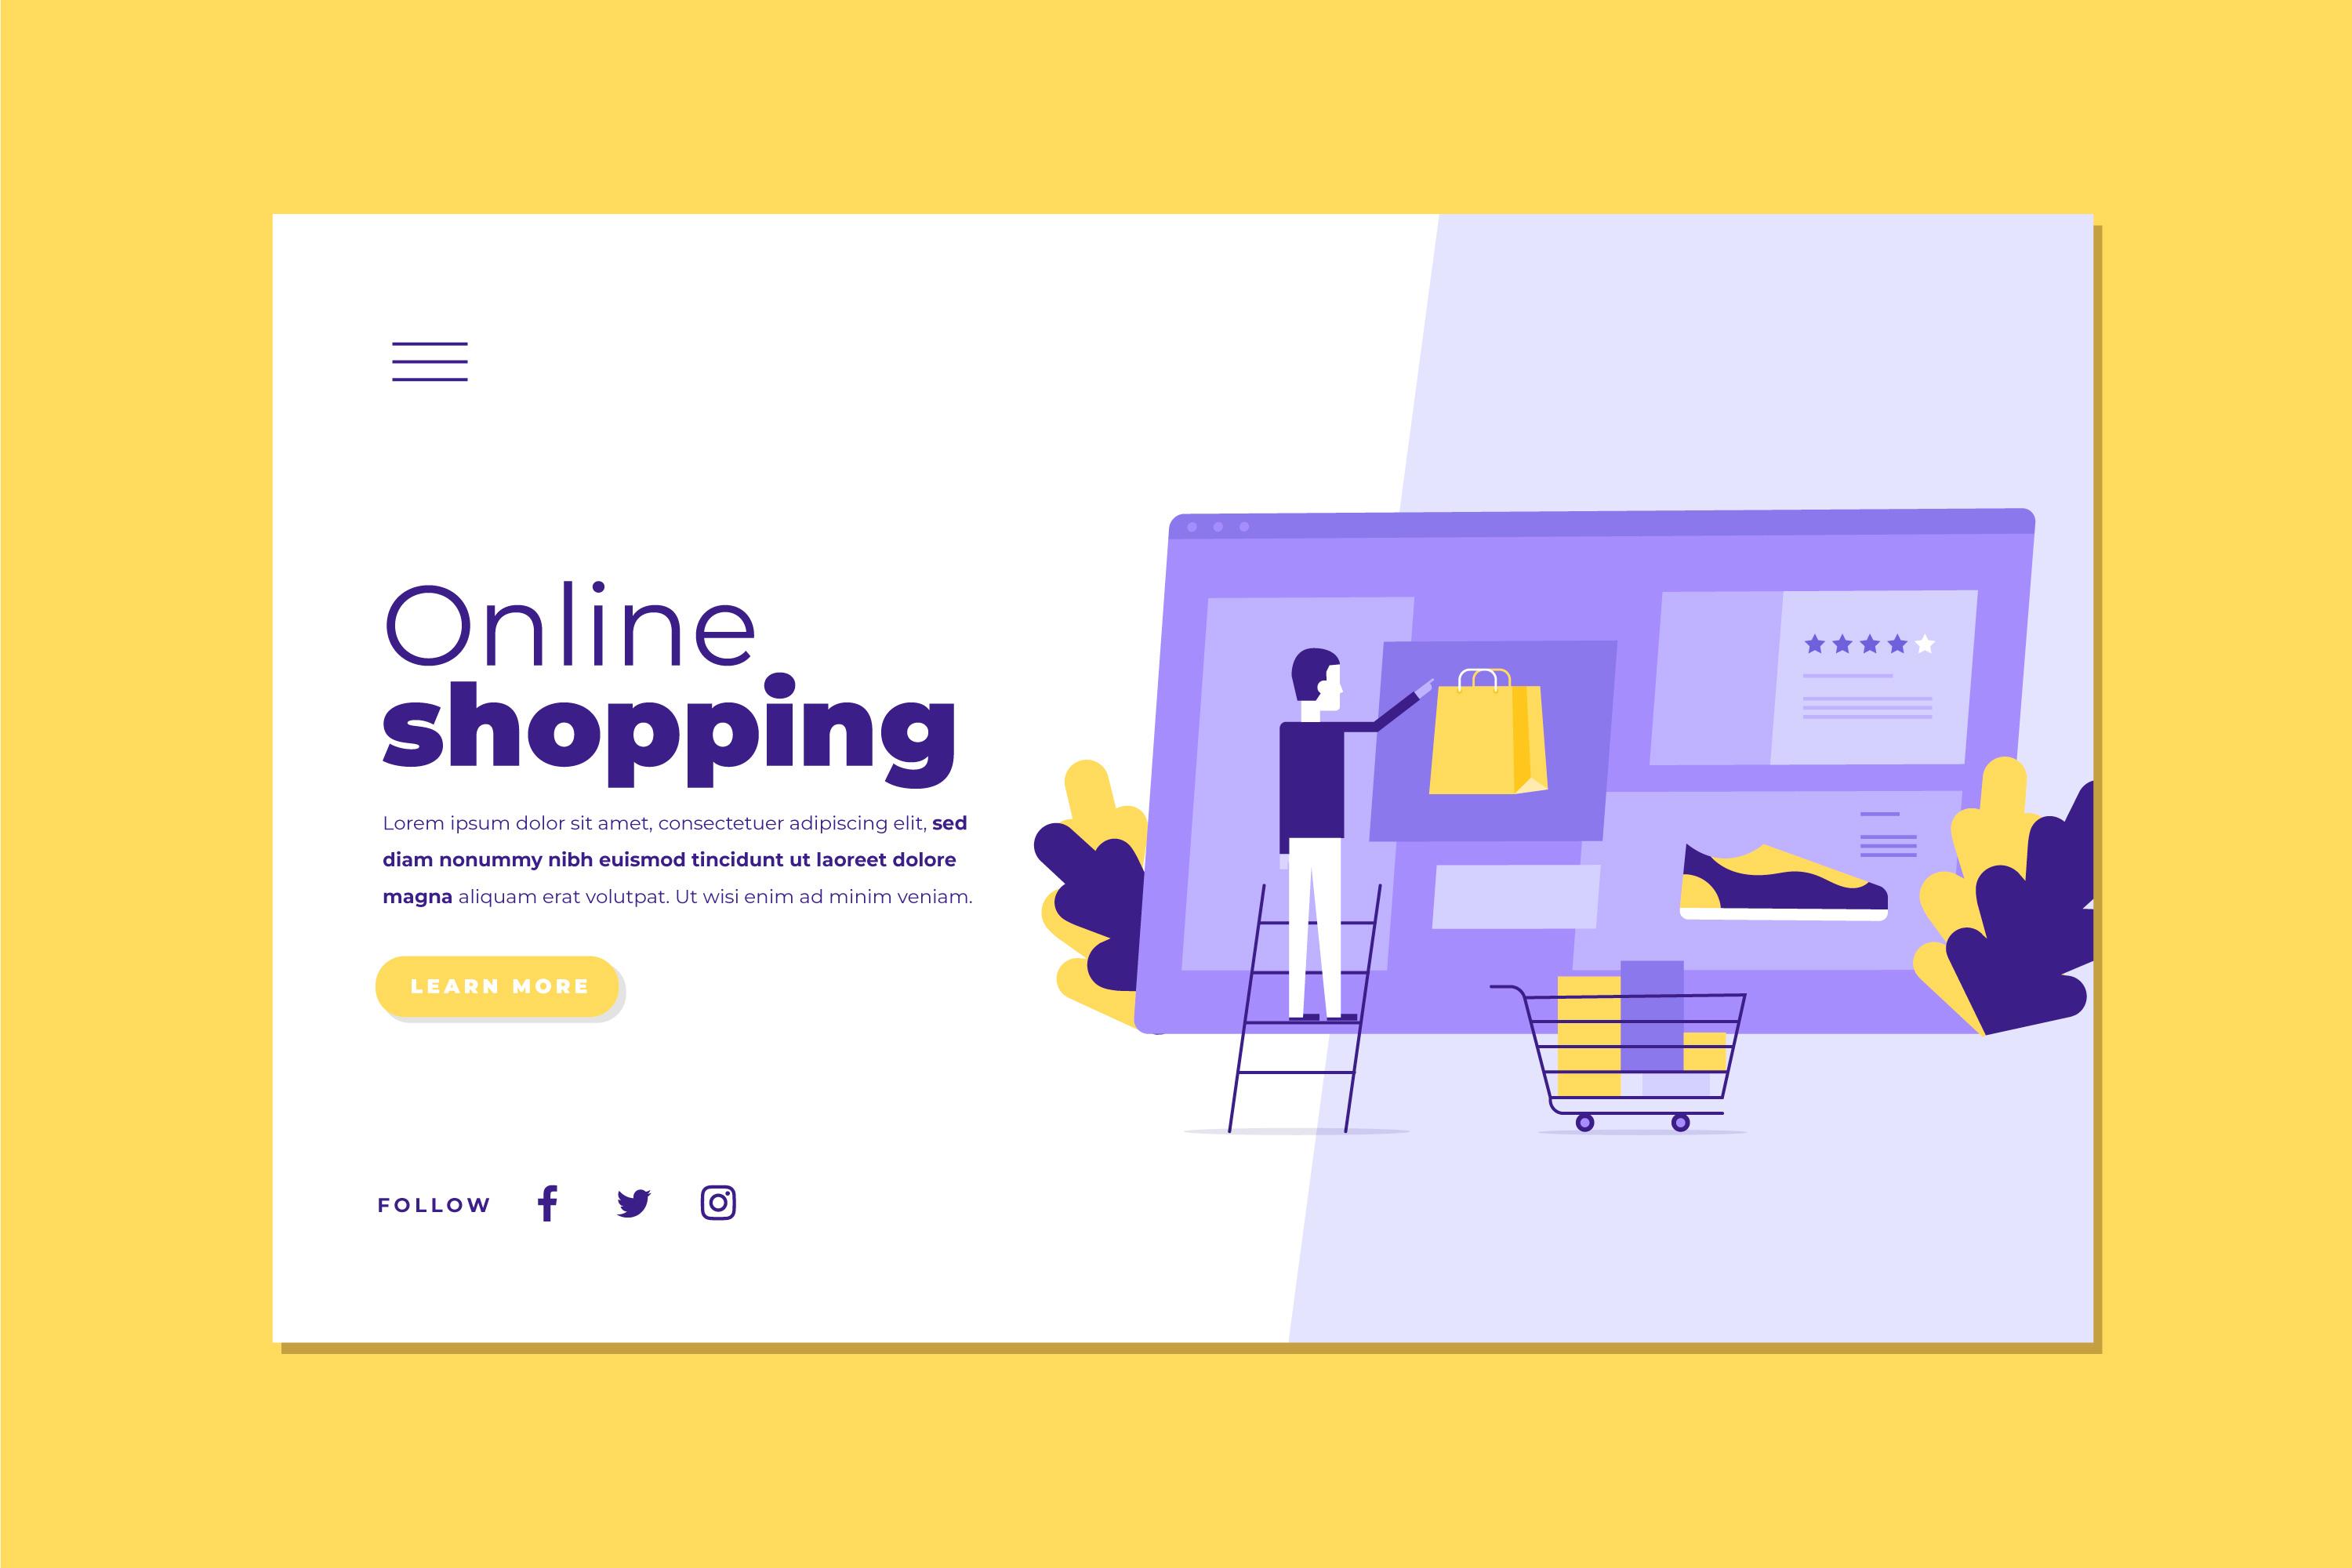 Online
shopping
Lorem ipsum dolor sit amet, consectetuer adipiscing elit, sed
diam nonummy nibh euismod tincidunt ut laoreet dolore
magna aliquam erat volutpat. Ut wisi enim ad minim veniam.
LEARN MORE
FOLLOW